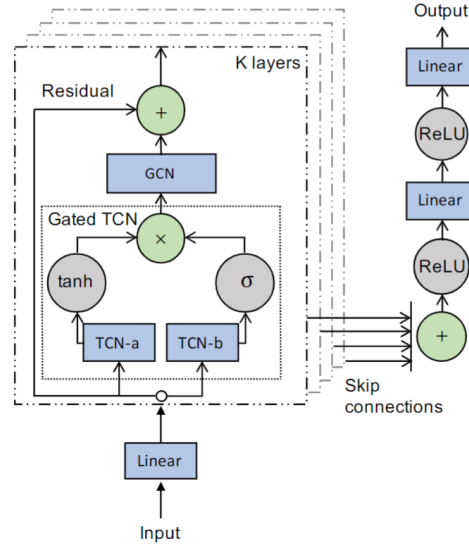 Output
K layers
Linear
Residual
+
ReLU
GCN
Linear
Gated TCN
×
ReLU
tanh
σ
TCN-a
TCN-b
+
Skip
connections
Linear
Input